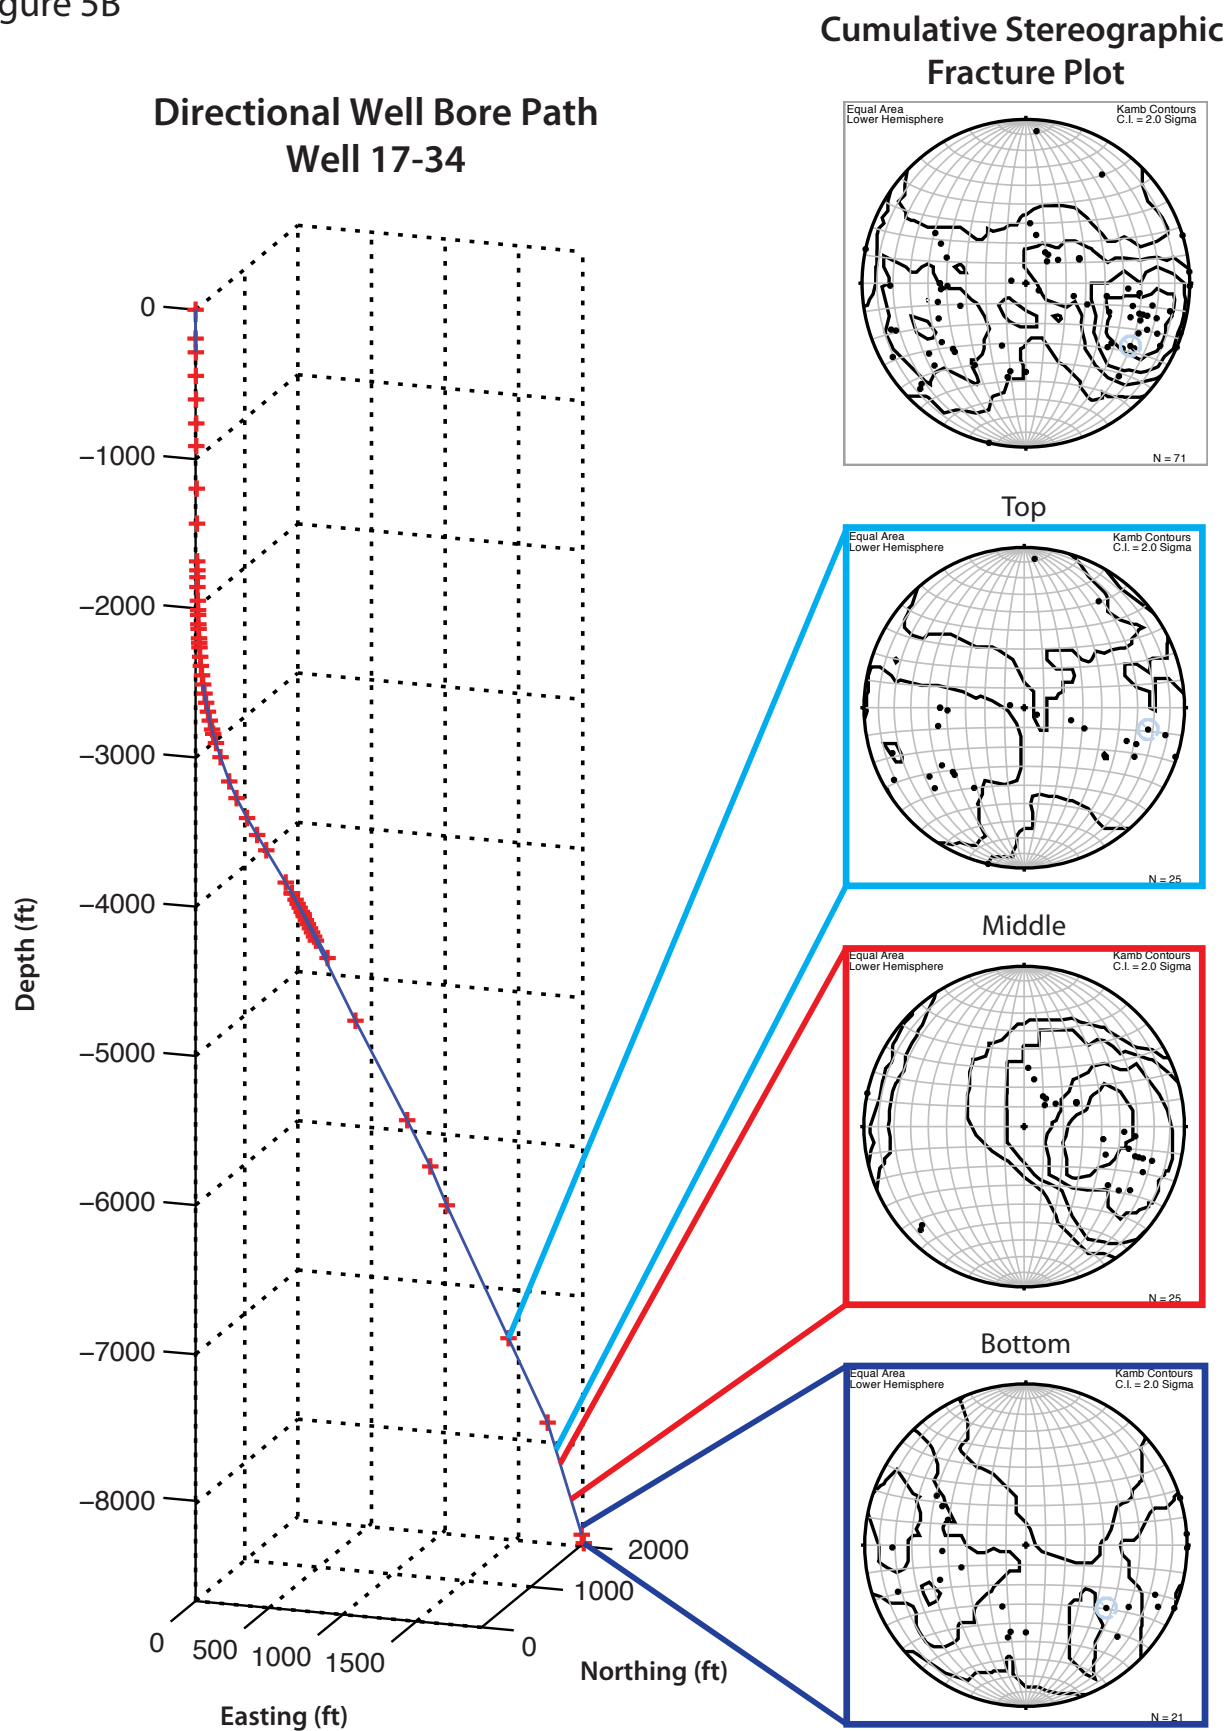 gure 5B
Cumulative Stereographic
Fracture Plot
Directional Well Bore Path
Well 17-34
Equal Area
Lower Hemisphere
Kamb Contours
C.I. = 2.0 Sigma
N = 71
Top
Equal Area
Lower Hemisphere
Kamb Contours
C.I. = 2.0 Sigma
N = 25
Middle
Equal Area
Lower Hemisphere
Kamb Contours
C.I. = 2.0 Sigma
N = 25
Bottom
Equal Area
Lower Hemisphere
Kamb Contours
C.I. = 2.0 Sigma
N = 21
0
−1000
−2000
−3000
−4000
−5000
−6000
−7000
−8000
Depth (ft)
0
500
1000
1500
Easting (ft)
0
1000
2000
Northing (ft)